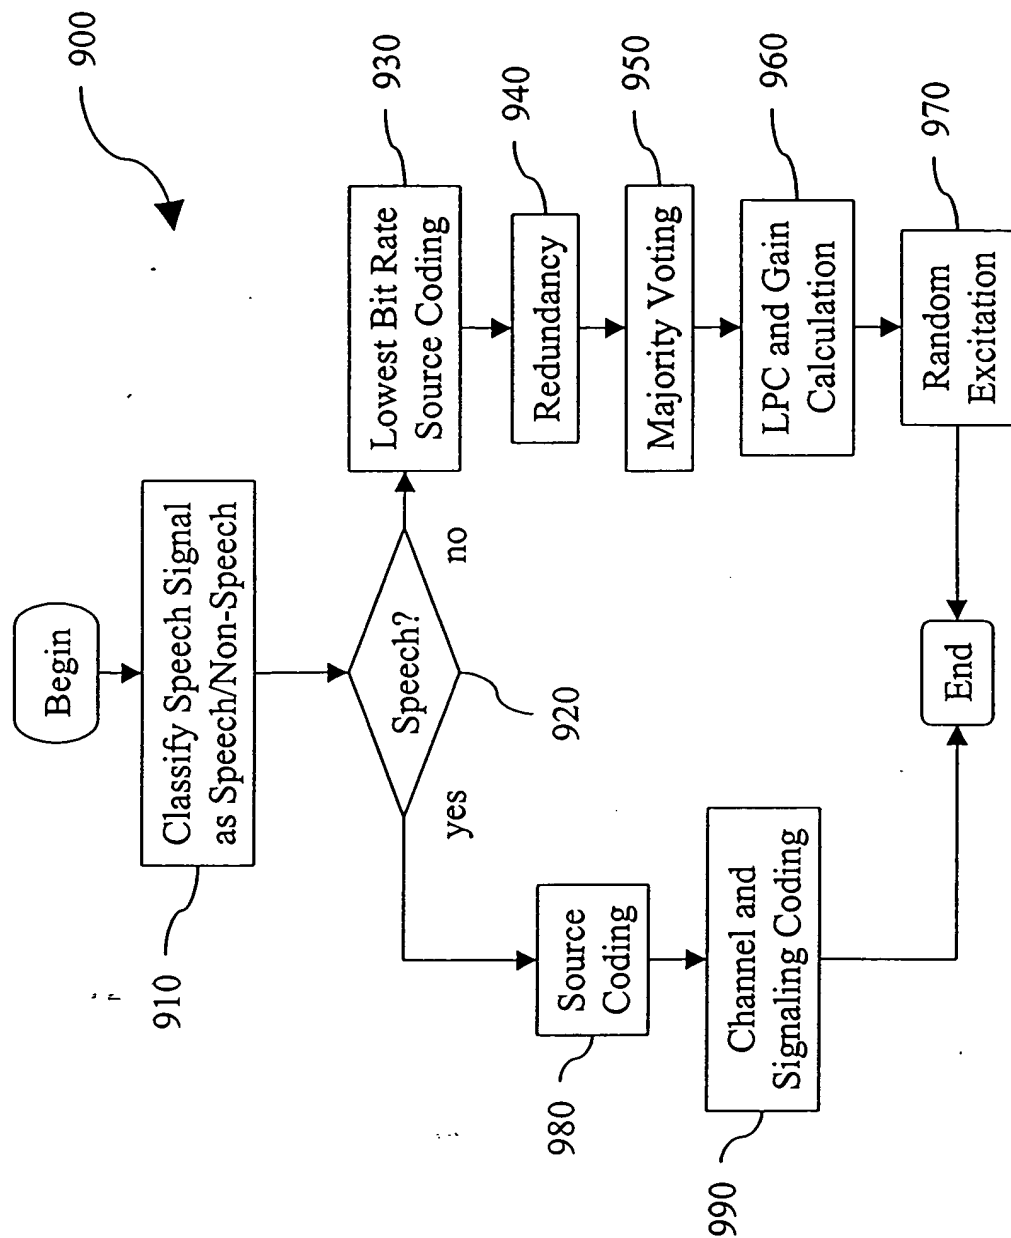 900
Begin
Classify Speech Signal
as Speech/Non-Speech
910
Speech?
920
yes
no
Lowest Bit Rate
Source Coding
930
Redundancy
940
Majority Voting
950
LPC and Gain
Calculation
960
Random
Excitation
970
Source
Coding
980
Channel and
Signaling Coding
990
End